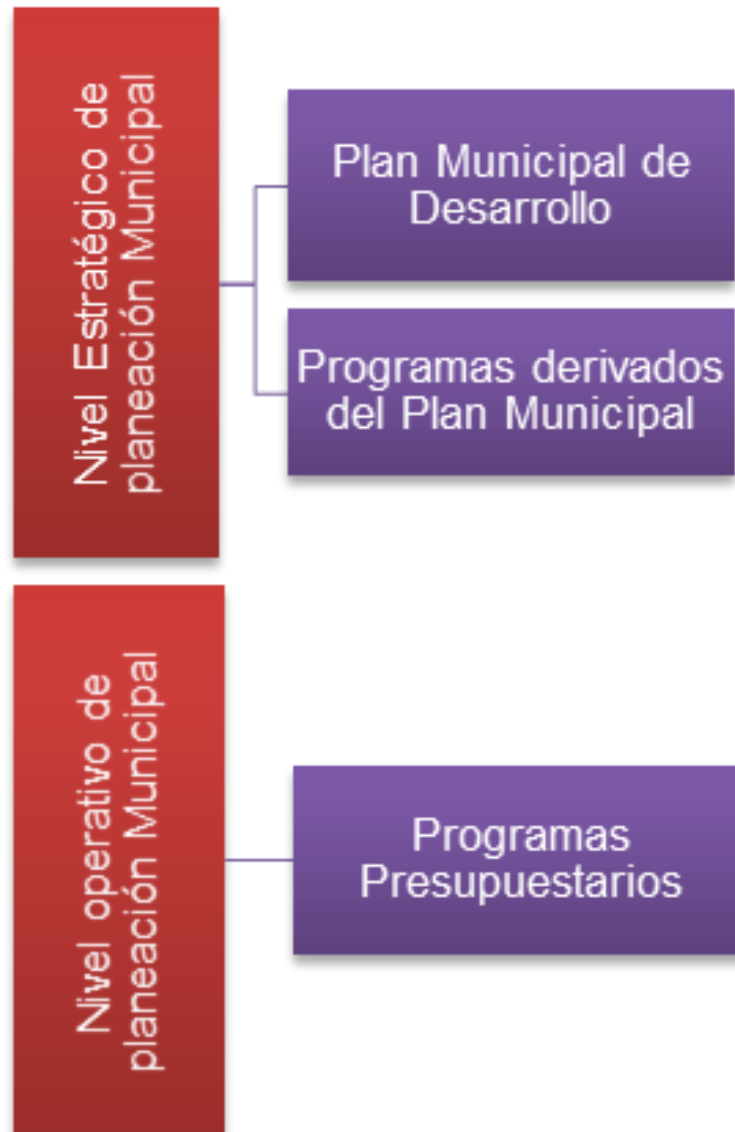 Nivel Estratégico de
planeación Municipal
Plan Municipal de
Desarrollo
Programas derivados
del Plan Municipal
Nivel operativo de
planeación Municipal
Programas
Presupuestarios